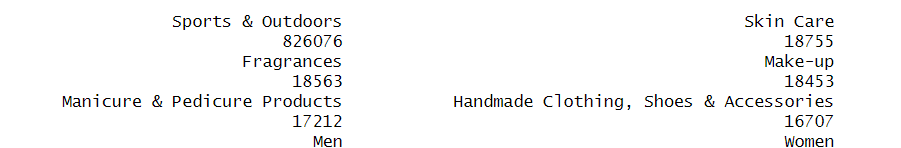 Sports & Outdoors Skin Care
826076 18755
Fragrances Make-up
18563 18453
Manicure & Pedicure Products Handmade Clothing, Shoes & Accessories
17212 16707
Men Women